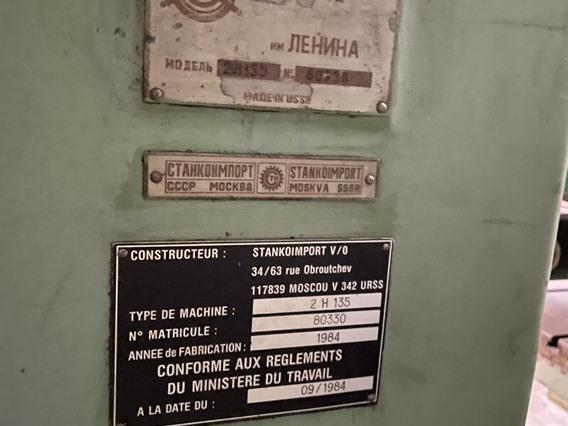 им ЛЕНИНА
МОДЕЛЬ 2Н135 №
MADE IN USSR
СТАНКОИМПОРТ STANKOIMPORT
СССР МОСКВА MOSKVA SSSR
CONSTRUCTEUR : STANKOIMPORT V/O
34/63 rue Obroutchev
117839 MOSCOU V 342 URSS
TYPE DE MACHINE : 2 H 135
N° MATRICULE : 80330
ANNEE de FABRICATION : 1984
CONFORME AUX REGLEMENTS
DU MINISTERE DU TRAVAIL
A LA DATE DU : 09/1984